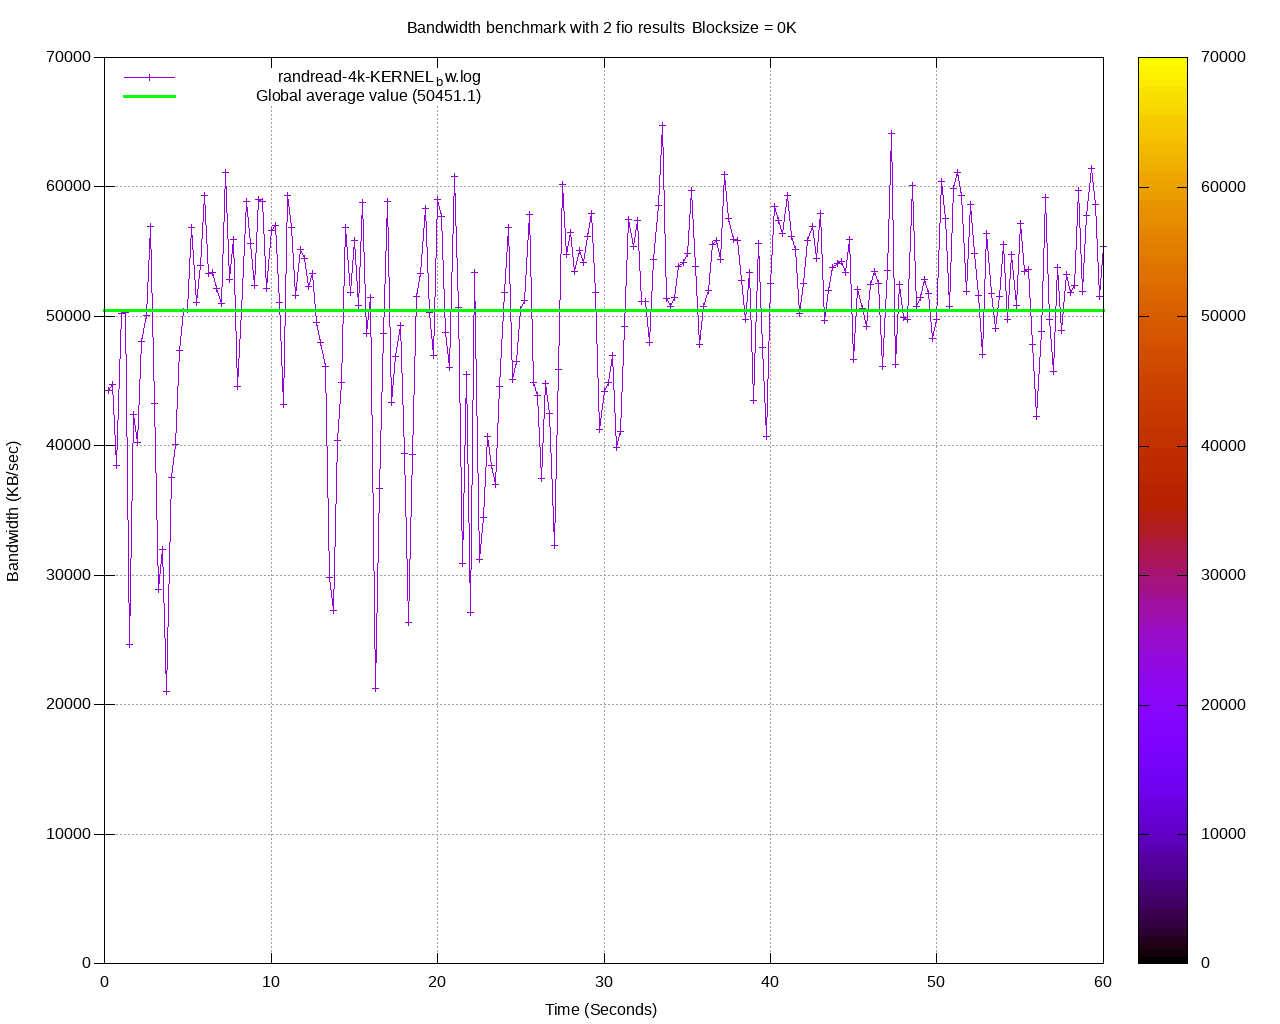 Bandwidth benchmark with 2 fio results Blocksize = 0K
randread-4k-KERNEL_bw.log
Global average value (50451.1)
Bandwidth (KB/sec)
70000
60000
50000
40000
30000
20000
10000
0
0 10 20 30 40 50 60
Time (Seconds)
70000
60000
50000
40000
30000
20000
10000
0